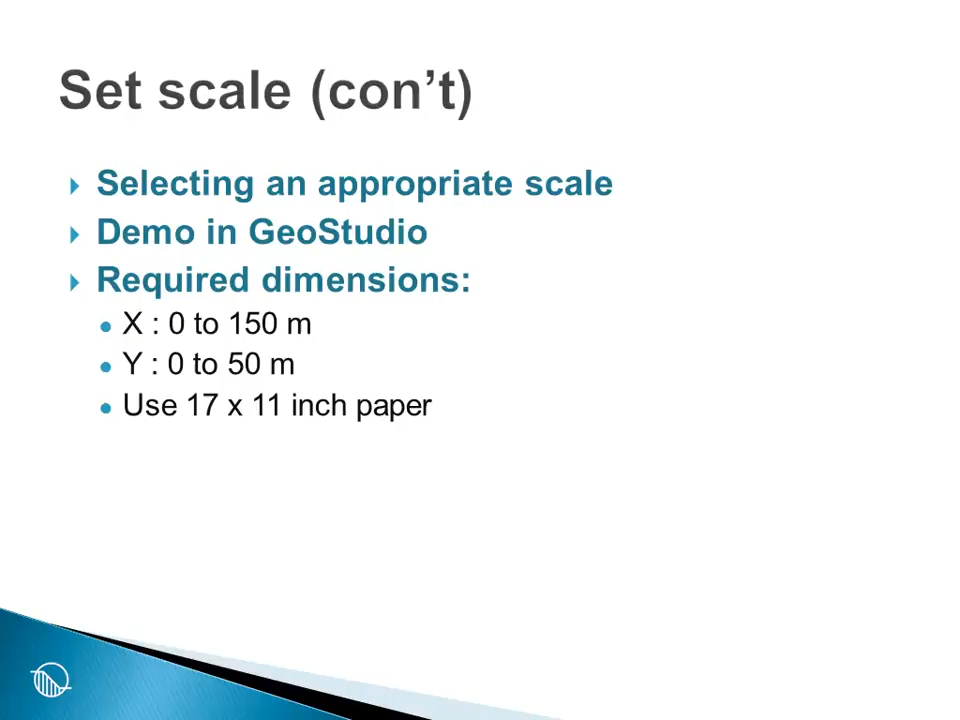 Set scale (con’t)
Selecting an appropriate scale
Demo in GeoStudio
Required dimensions:
X : 0 to 150 m
Y : 0 to 50 m
Use 17 x 11 inch paper